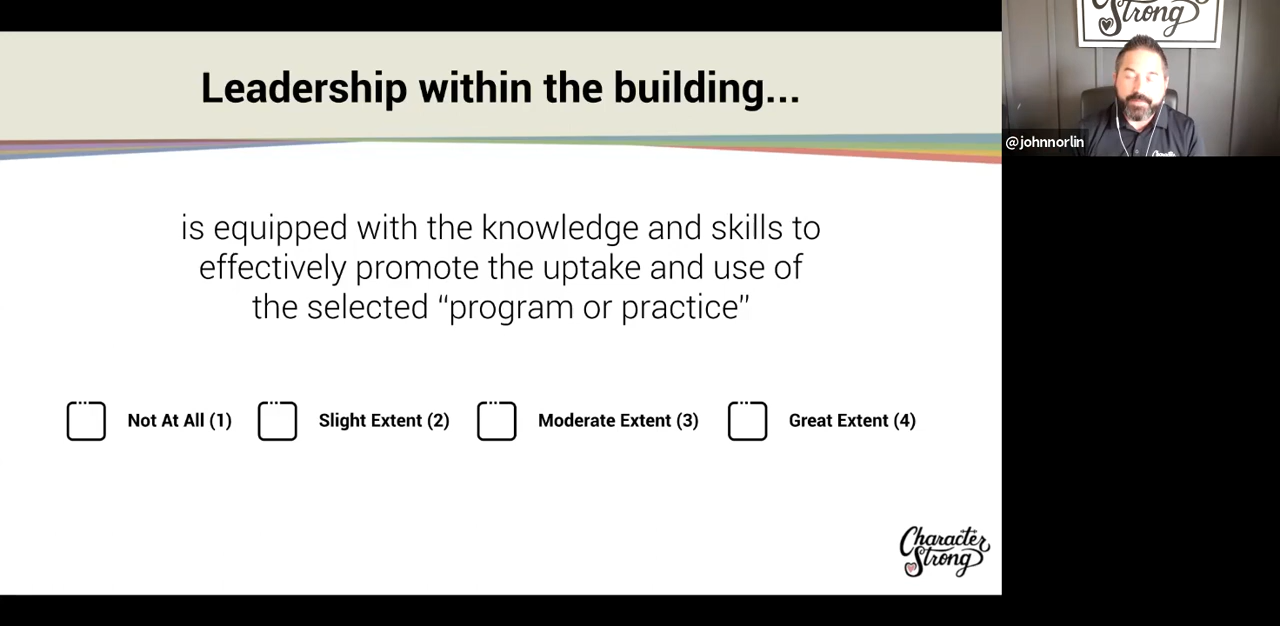 Leadership within the building...
is equipped with the knowledge and skills to
effectively promote the uptake and use of
the selected “program or practice”
Not At All (1) Slight Extent (2) Moderate Extent (3) Great Extent (4)
Character
Strong
Strong
@johnnorlin